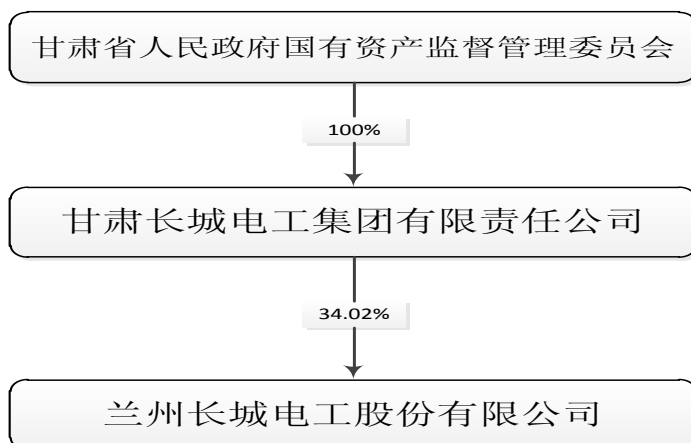 甘肃省人民政府国有资产监督管理委员会
100%
甘肃长城电工集团有限责任公司
34.02%
兰州长城电工股份有限公司